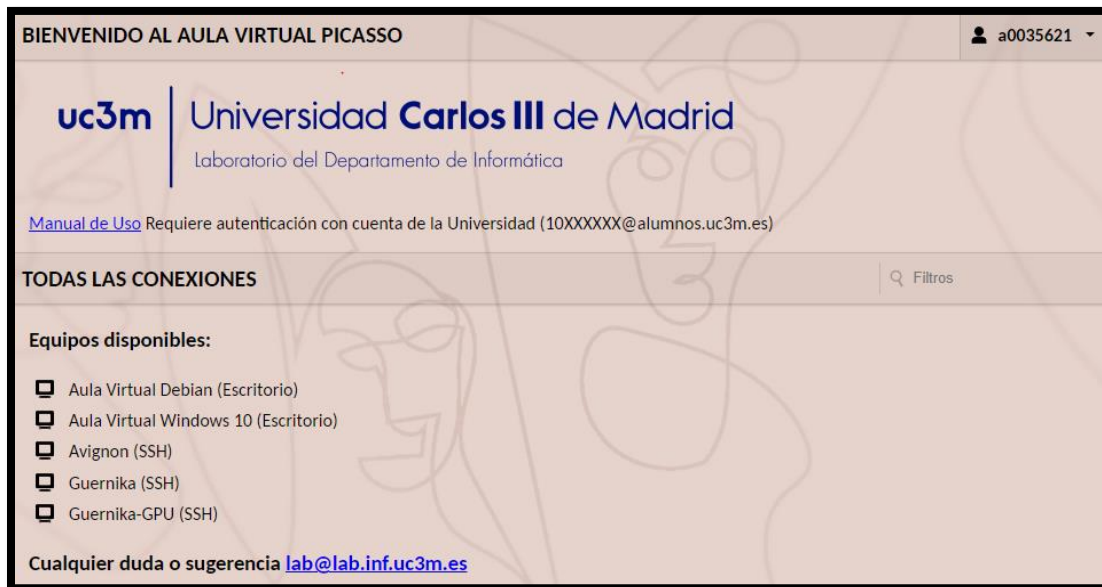 BIENVENIDO AL AULA VIRTUAL PICASSO
a0035621
uc3m Universidad Carlos III de Madrid
Laboratorio del Departamento de Informática
Manual de Uso Requiere autenticación con cuenta de la Universidad (10XXXXXX@alumnos.uc3m.es)
TODAS LAS CONEXIONES
Filtros
Equipos disponibles:
Aula Virtual Debian (Escritorio)
Aula Virtual Windows 10 (Escritorio)
Avignon (SSH)
Guernika (SSH)
Guernika-GPU (SSH)
Cualquier duda o sugerencia lab@lab.inf.uc3m.es